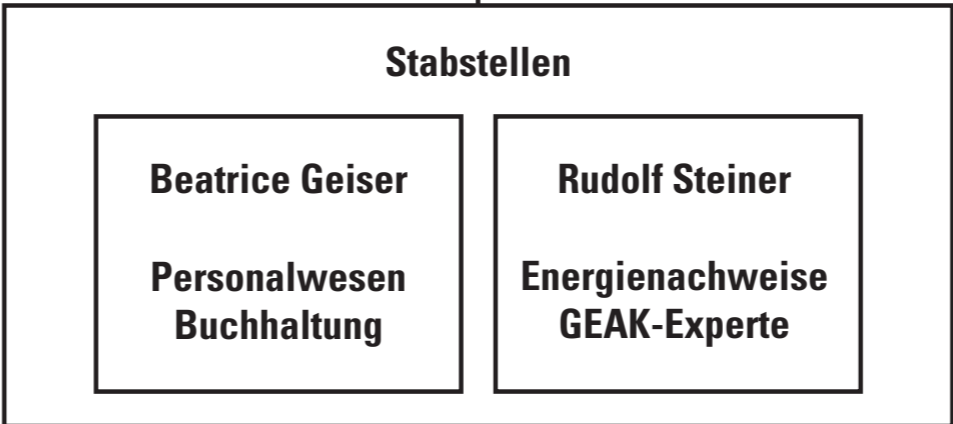 Stabstellen
Beatrice Geiser
Personalwesen
Buchhaltung
Rudolf Steiner
Energienachweise
GEAK-Experte